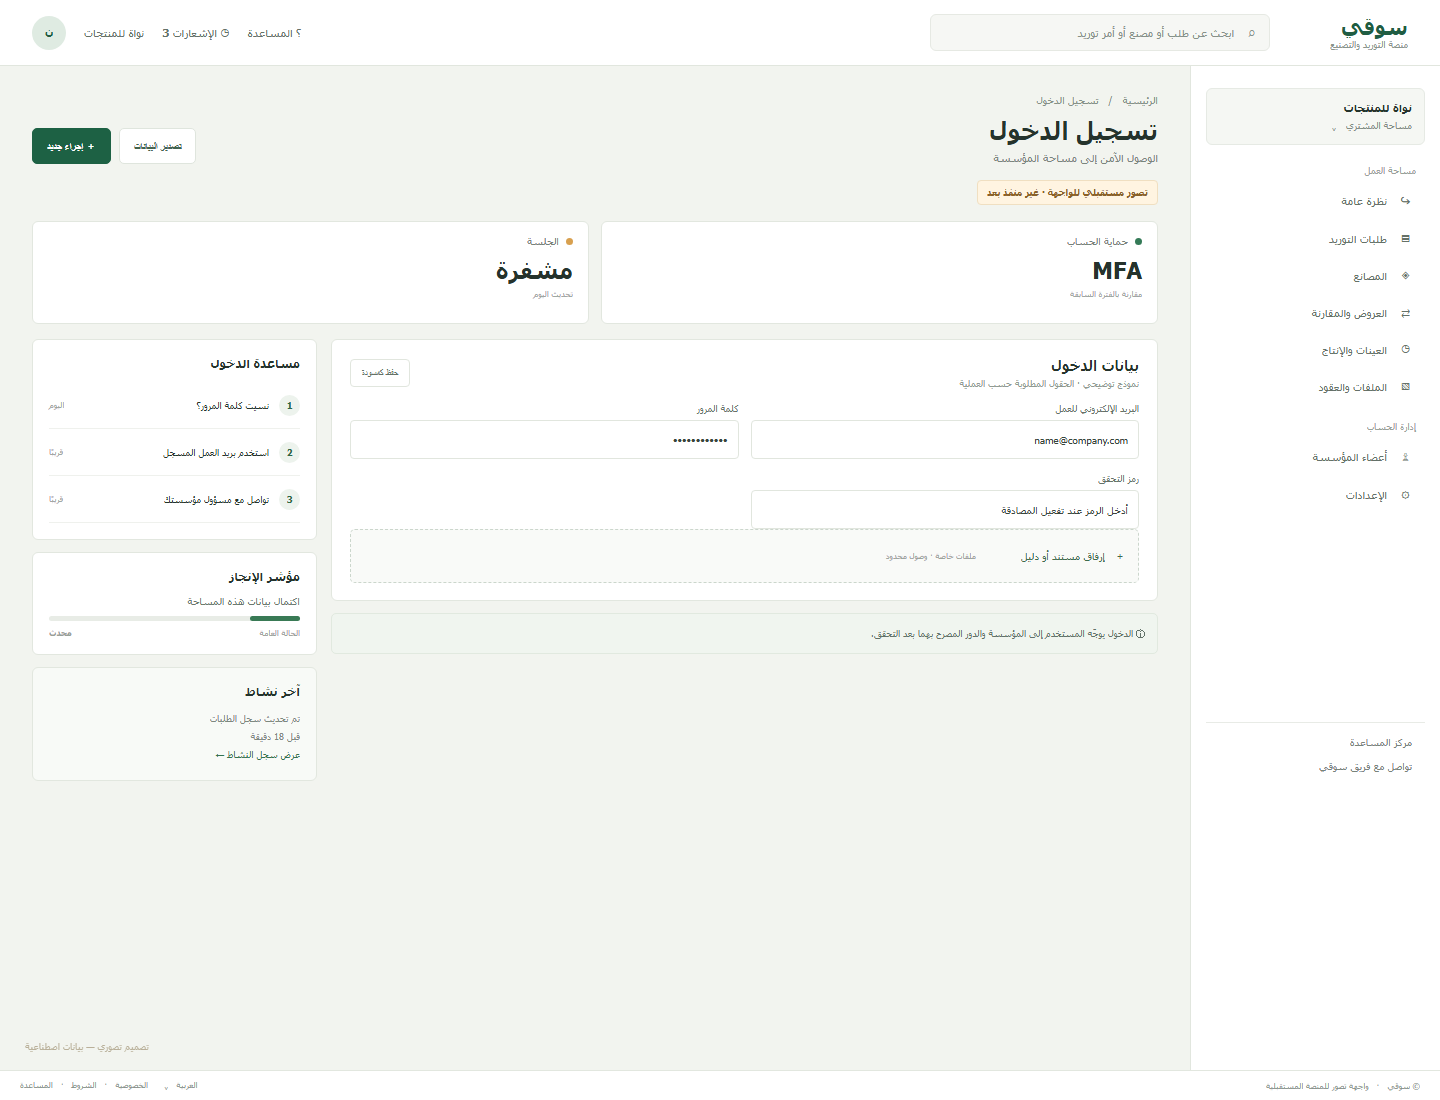 سوقي
منصة التوريد والتصنيع
ابحث عن طلب أو مصنع أو أمر توريد
؟ المساعدة
الإشعارات 3
نواة للمنتجات
ن
نواة للمنتجات
مساحة المشتري
مساحة العمل
نظرة عامة
طلبات التوريد
المصانع
العروض والمقارنة
العينات والإنتاج
الملفات والعقود
إدارة الحساب
أعضاء المؤسسة
الإعدادات
مركز المساعدة
تواصل مع فريق سوقي
الرئيسية / تسجيل الدخول
تسجيل الدخول
الوصول الآمن إلى مساحة المؤسسة
تصور مستقبلي للواجهة · غير منفذ بعد
تصدير البيانات
+ إجراء جديد
حماية الحساب
MFA
مقارنة بالفترة السابقة
الجلسة
مشفرة
تحديث اليوم
بيانات الدخول
نموذج توضيحي · الحقول المطلوبة حسب العملية
حفظ كمسودة
البريد الإلكتروني للعمل
name@company.com
كلمة المرور
••••••••••••
رمز التحقق
أدخل الرمز عند تفعيل المصادقة
+ إرفاق مستند أو دليل
ملفات خاصة · وصول محدود
ⓘ الدخول يوجّه المستخدم إلى المؤسسة والدور المصرح بهما بعد التحقق.
مساعدة الدخول
1 نسيت كلمة المرور؟ اليوم
2 استخدم بريد العمل المسجل قريبًا
3 تواصل مع مسؤول مؤسستك قريبًا
مؤشر الإنجاز
اكتمال بيانات هذه المساحة
الحالة العامة محدث
آخر نشاط
تم تحديث سجل الطلبات
قبل 18 دقيقة
عرض سجل النشاط ←
تصميم تصوري — بيانات اصطناعية
© سوقي · واجهة تصور للمنصة المستقبلية
العربية
الخصوصية · الشروط · المساعدة